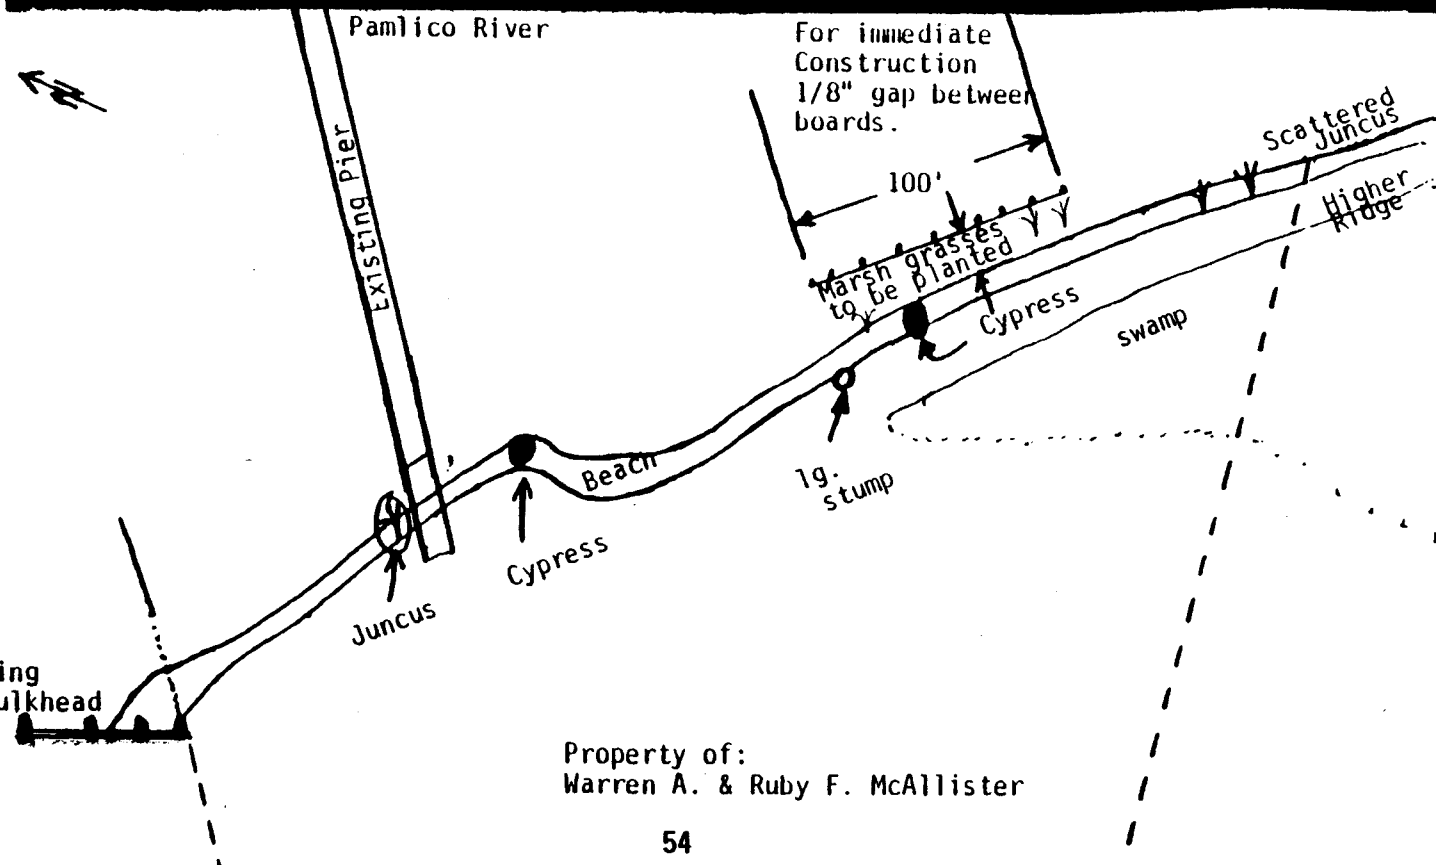 Pamlico River
For immediate
Construction
1/8" gap between
boards.
Existing Pier
100'
Scattered
Juncus
Higher
Ridge
Marsh grasses
to be planted
Cypress
swamp
Beach
lg.
stump
Cypress
Juncus
ing
ulkhead
Property of:
Warren A. & Ruby F. McAllister
54